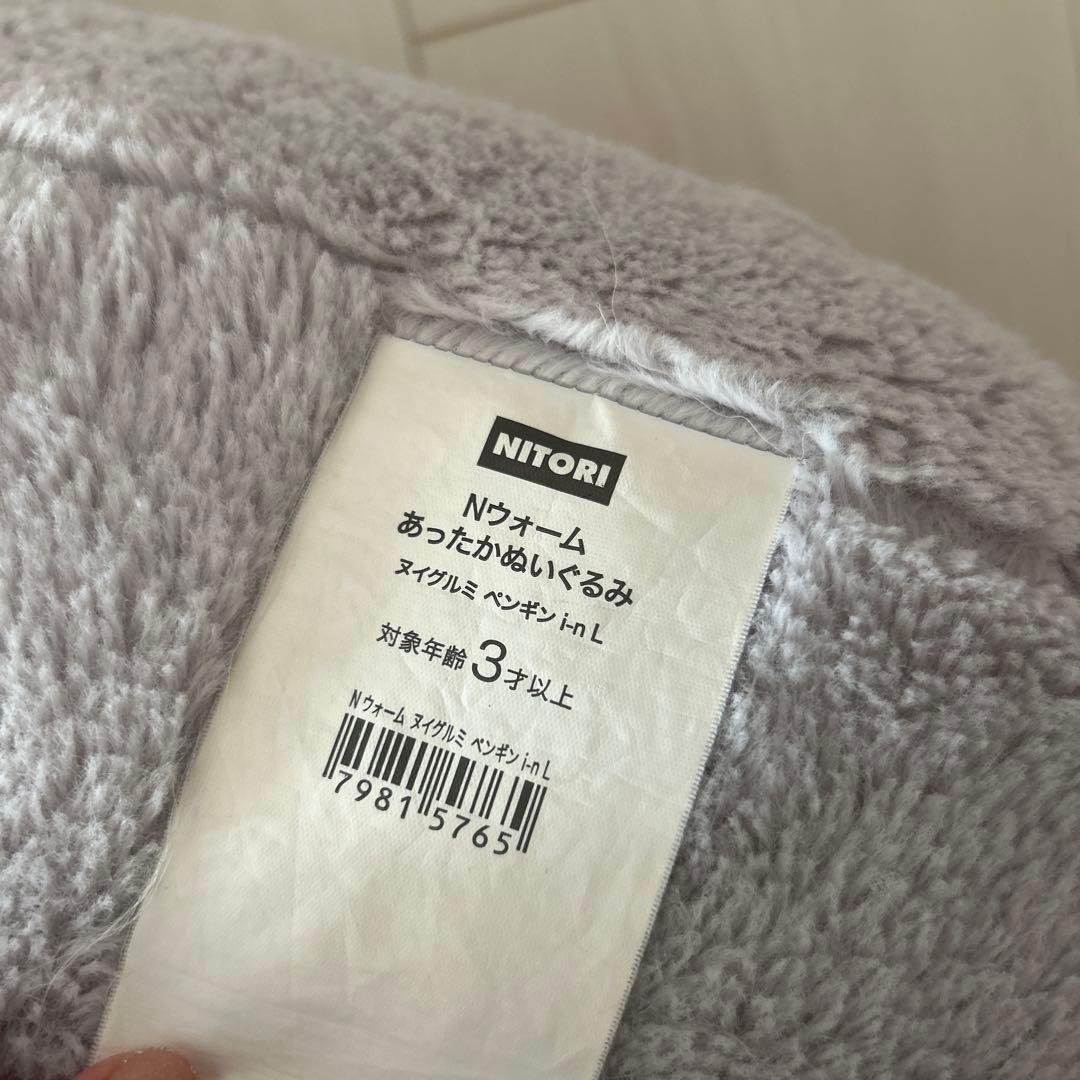 NITORI
Nウォーム
あったかぬいぐるみ
ヌイグルミ ペンギン i-n L
対象年齢 3才以上
Nウォーム ヌイグルミ ペンギン i-n L
7981 5765